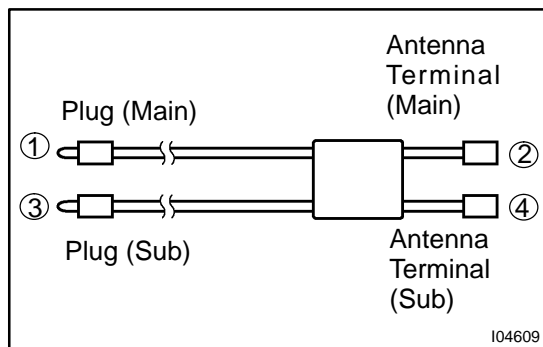 Antenna
Terminal
(Main)
Plug (Main)
1
2
3
4
Plug (Sub)
Antenna
Terminal
(Sub)
I04609